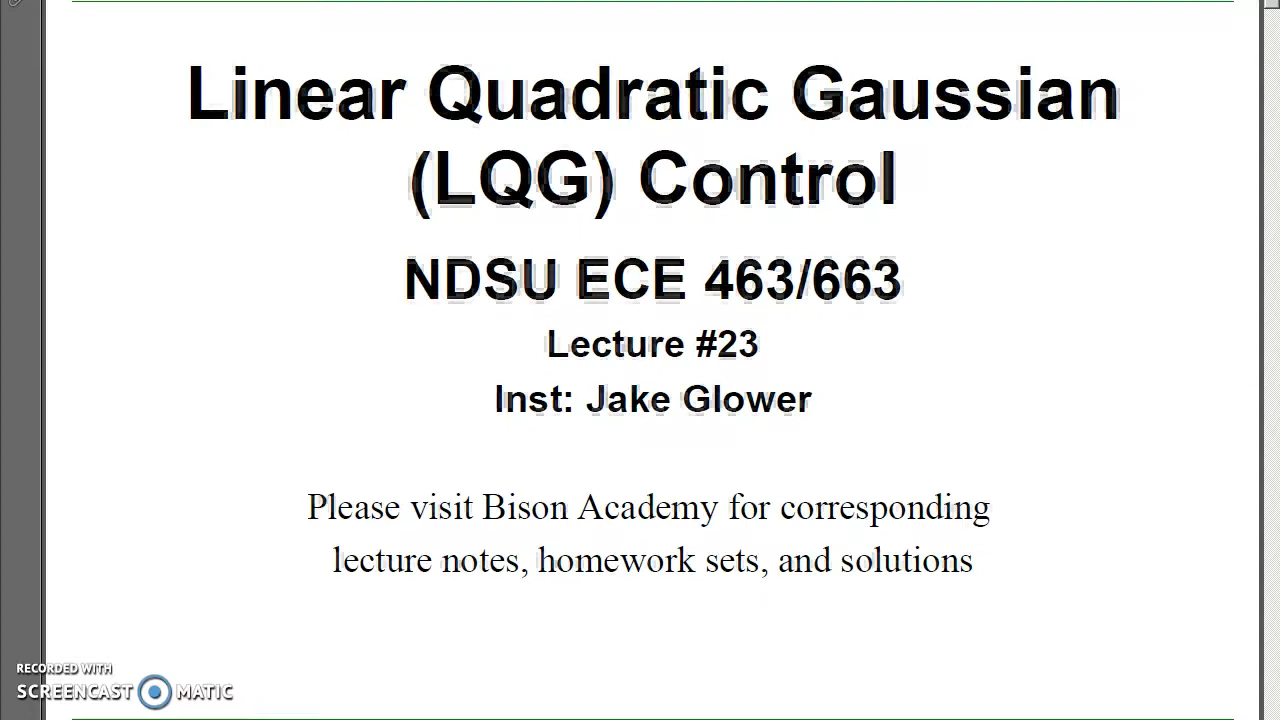 Linear Quadratic Gaussian
(LQG) Control
NDSU ECE 463/663
Lecture #23
Inst: Jake Glower
Please visit Bison Academy for corresponding
lecture notes, homework sets, and solutions
RECORDED WITH
SCREENCAST MATIC